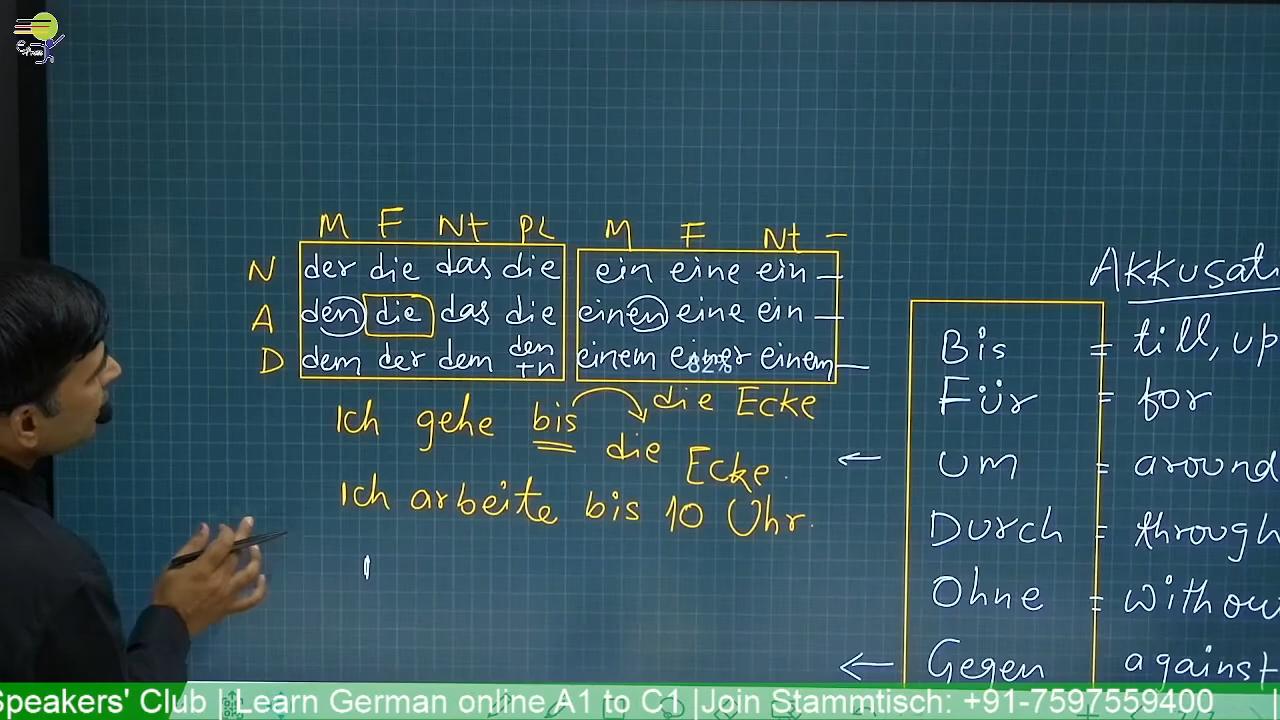 M F Nt PL M F Nt –
N der die das die ein eine ein –
A den die das die einen eine ein –
D dem der dem den +n einem einer einem –
82%
Ich gehe bis die Ecke.
die Ecke
Ich arbeite bis 10 Uhr.
Akkusati
Bis = till, up
Für = for
← um = around
Durch = through
Ohne = withou
← Gegen against
Speakers' Club | Learn German online A1 to C1 | Join Stammtisch: +91-7597559400 |